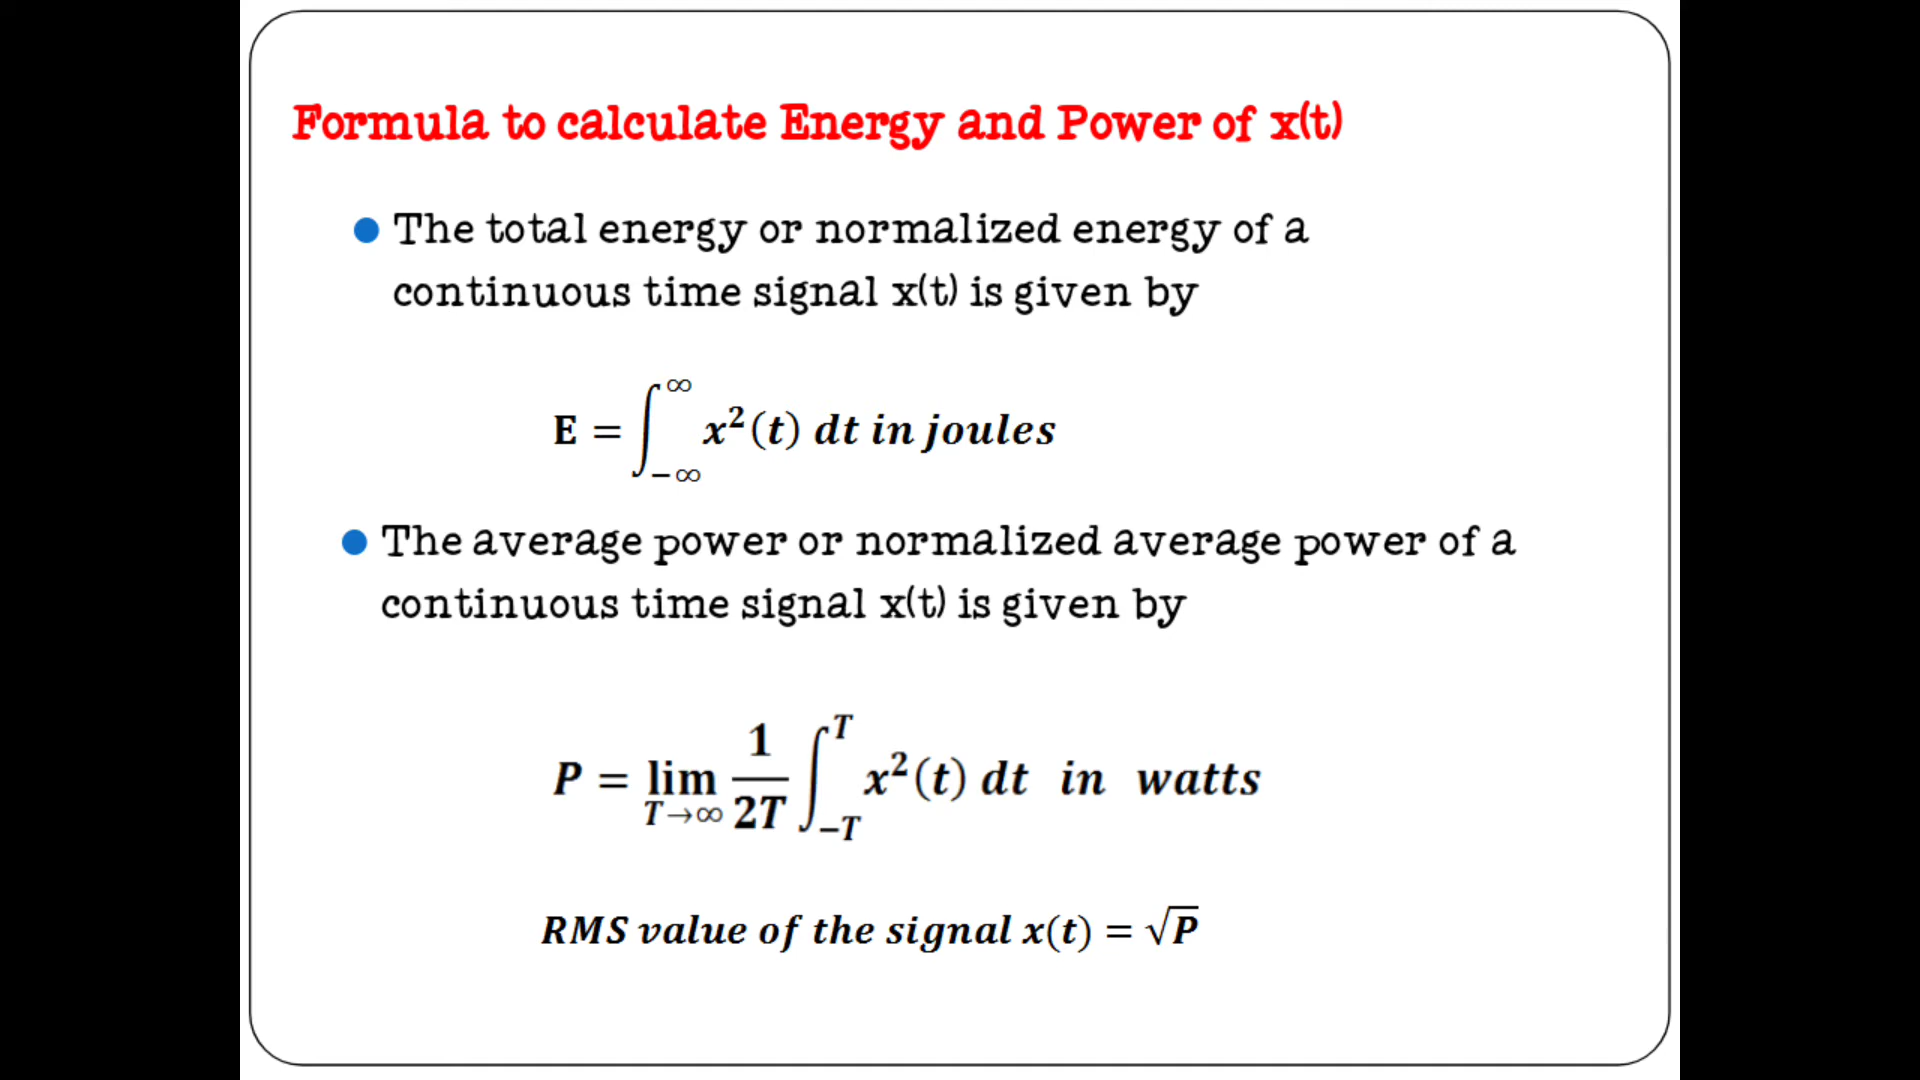 Formula to calculate Energy and Power of x(t)
● The total energy or normalized energy of a
continuous time signal x(t) is given by
E = ∫_{-∞}^{∞} x²(t) dt in joules
● The average power or normalized average power of a
continuous time signal x(t) is given by
P = lim_{T→∞} 1/2T ∫_{-T}^{T} x²(t) dt in watts
RMS value of the signal x(t) = √P